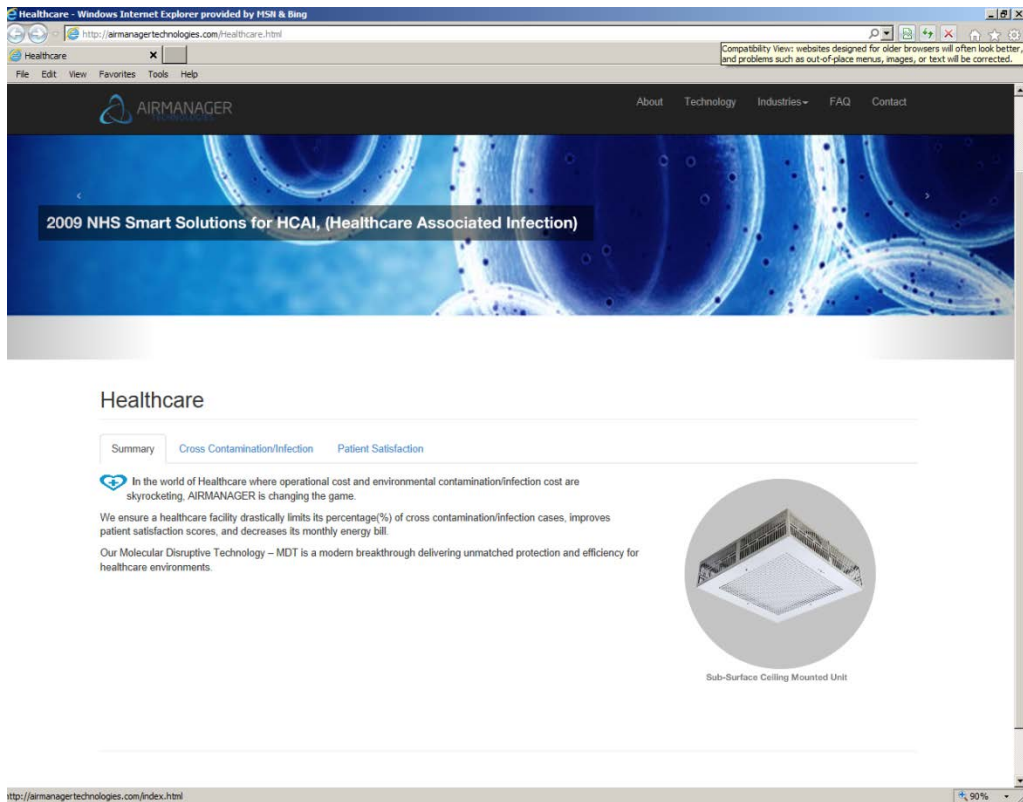 Healthcare - Windows Internet Explorer provided by MSN & Bing
http://airmanagertechnologies.com/Healthcare.html
Healthcare
Compatibility View: websites designed for older browsers will often look better,
and problems such as out-of-place menus, images, or text will be corrected.
File Edit View Favorites Tools Help
AIRMANAGER
TECHNOLOGIES
About Technology Industries FAQ Contact
2009 NHS Smart Solutions for HCAI, (Healthcare Associated Infection)
Healthcare
Summary Cross Contamination/Infection Patient Satisfaction
In the world of Healthcare where operational cost and environmental contamination/infection cost are
skyrocketing, AIRMANAGER is changing the game.
We ensure a healthcare facility drastically limits its percentage(%) of cross contamination/infection cases, improves
patient satisfaction scores, and decreases its monthly energy bill.
Our Molecular Disruptive Technology – MDT is a modern breakthrough delivering unmatched protection and efficiency for
healthcare environments.
Sub-Surface Ceiling Mounted Unit
http://airmanagertechnologies.com/index.html
90%